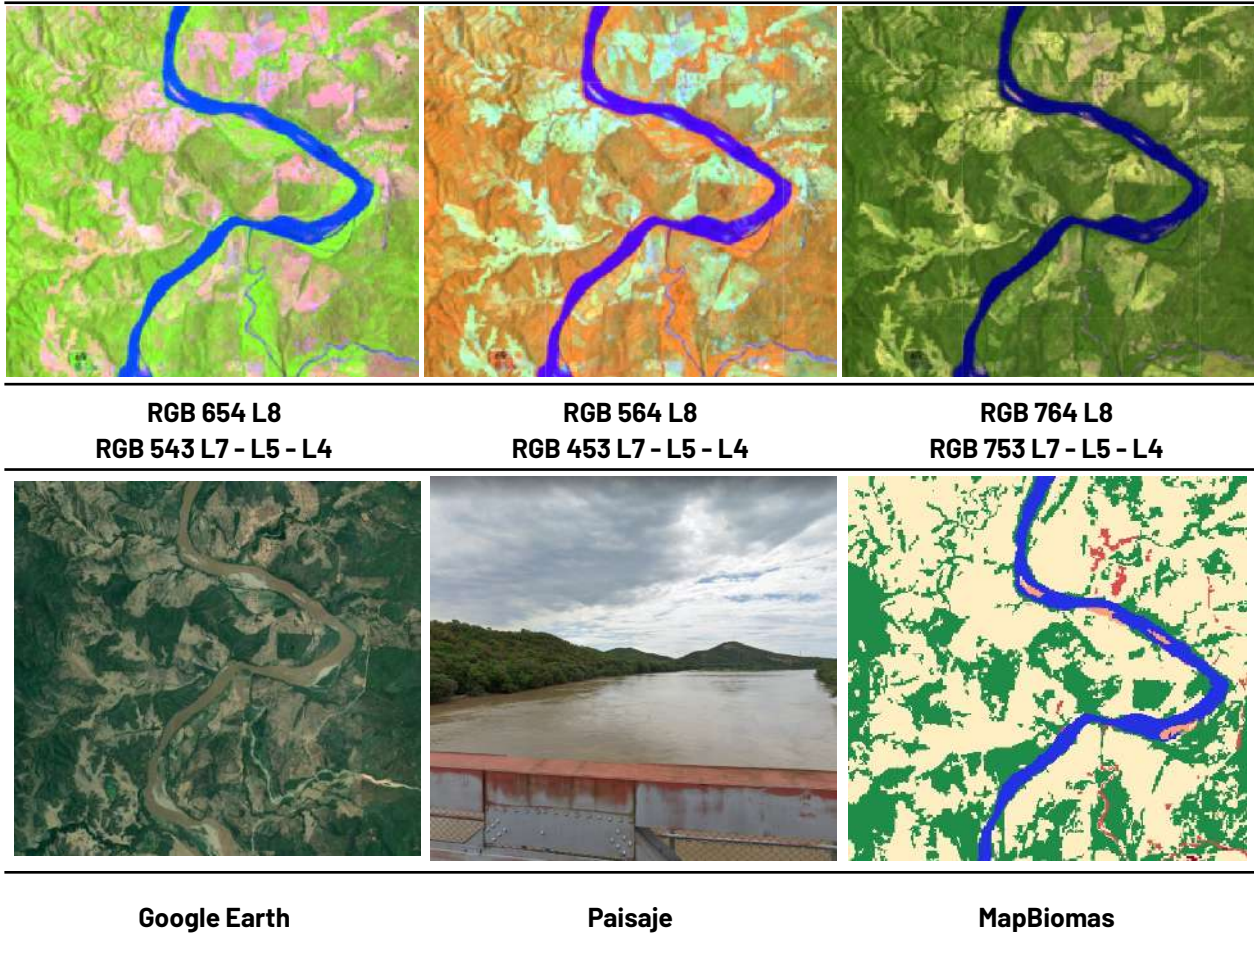 RGB 654 L8
RGB 543 L7 - L5 - L4
RGB 564 L8
RGB 453 L7 - L5 - L4
RGB 764 L8
RGB 753 L7 - L5 - L4
Google Earth
Paisaje
MapBiomas